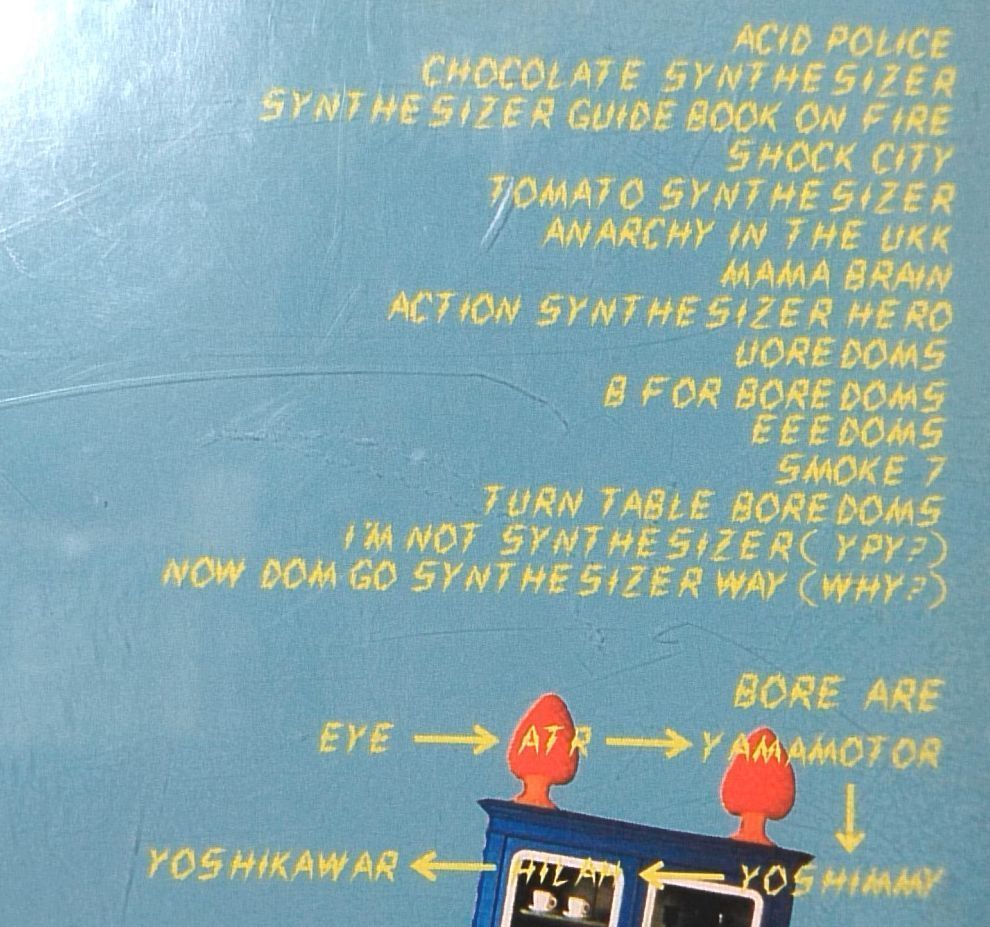 ACID POLICE
CHOCOLATE SYNTHESIZER
SYNTHESIZER GUIDE BOOK ON FIRE
SHOCK CITY
TOMATO SYNTHESIZER
ANARCHY IN THE UKK
MAMA BRAIN
ACTION SYNTHESIZER HERO
UOREDOMS
B FOR BOREDOMS
EEEDOMS
SMOKE 7
TURN TABLE BOREDOMS
I'M NOT SYNTHESIZER (YPY?)
NOW DOM GO SYNTHESIZER WAY (WHY?)
BORE ARE
EYE → ATR → YAMAMOTOR
↓
YOSHIKAWAR ← HILAH ← YOSHIMMY